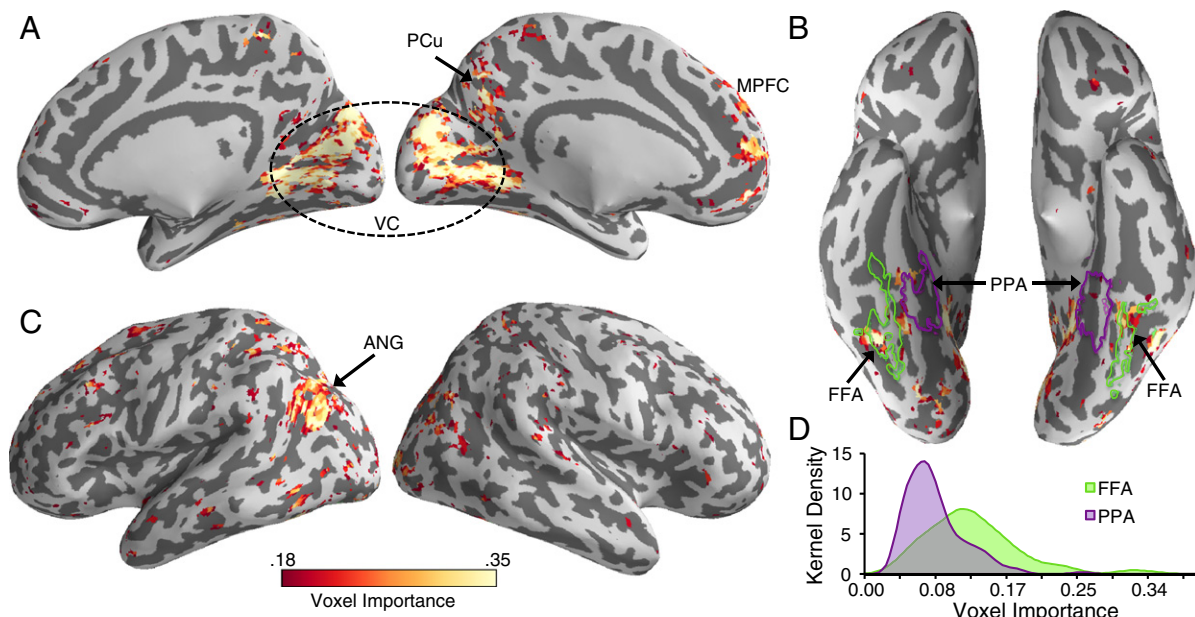 A
PCu
MPFC
VC
B
PPA
FFA
FFA
C
ANG
.18
.35
Voxel Importance
D
15
10
5
0
Kernel Density
FFA
PPA
0.00
0.08
0.17
0.25
0.34
Voxel Importance